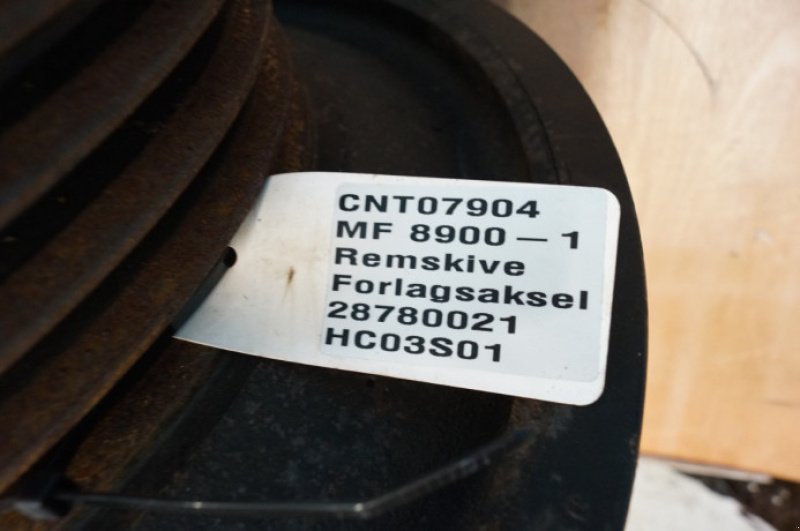 CNT07904
MF 8900 — 1
Remskive
Forlagsaksel
28780021
HC03S01